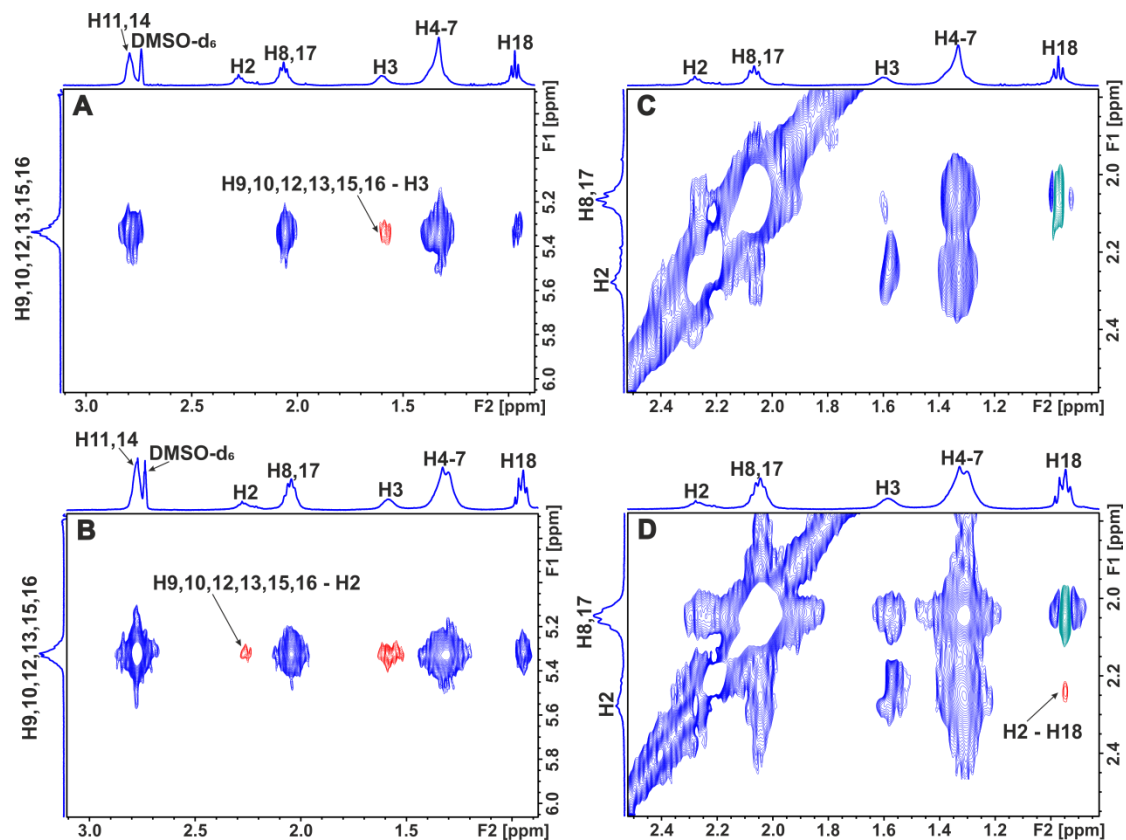 H11,14
DMSO-d₆
H2
H8,17
H3
H4-7
H18
A
H9,10,12,13,15,16 - H3
H9,10,12,13,15,16
F1 [ppm]
5.2
5.4
5.6
5.8
6.0
3.0
2.5
2.0
1.5
F2 [ppm]
H2
H8,17
H3
H4-7
H18
C
H8,17
H2
F1 [ppm]
2.0
2.2
2.4
2.4
2.2
2.0
1.8
1.6
1.4
1.2
F2 [ppm]
H11,14
DMSO-d₆
H2
H8,17
H3
H4-7
H18
B
H9,10,12,13,15,16 - H2
H9,10,12,13,15,16
F1 [ppm]
5.2
5.4
5.6
5.8
6.0
3.0
2.5
2.0
1.5
F2 [ppm]
H2
H8,17
H3
H4-7
H18
D
H8,17
H2
H2 - H18
F1 [ppm]
2.0
2.2
2.4
2.4
2.2
2.0
1.8
1.6
1.4
1.2
F2 [ppm]